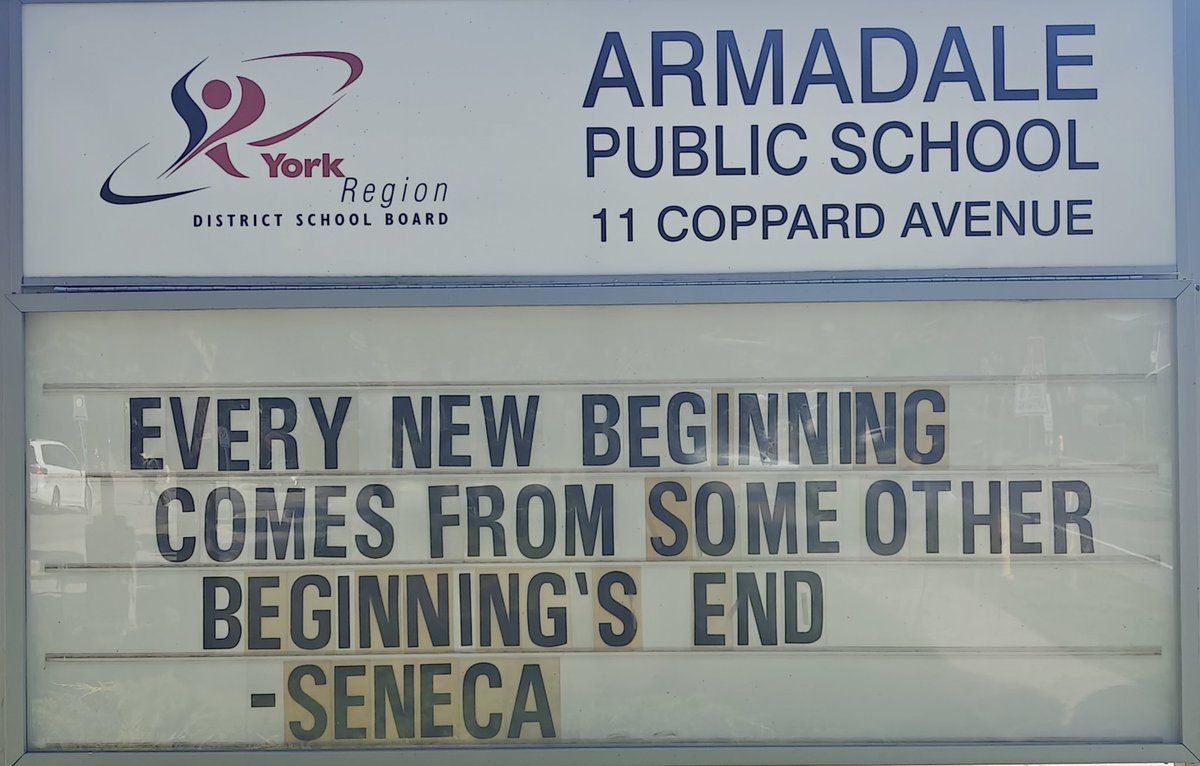 York
Region
DISTRICT SCHOOL BOARD
ARMADALE
PUBLIC SCHOOL
11 COPPARD AVENUE
EVERY NEW BEGINNING
COMES FROM SOME OTHER
BEGINNING'S END
-SENECA